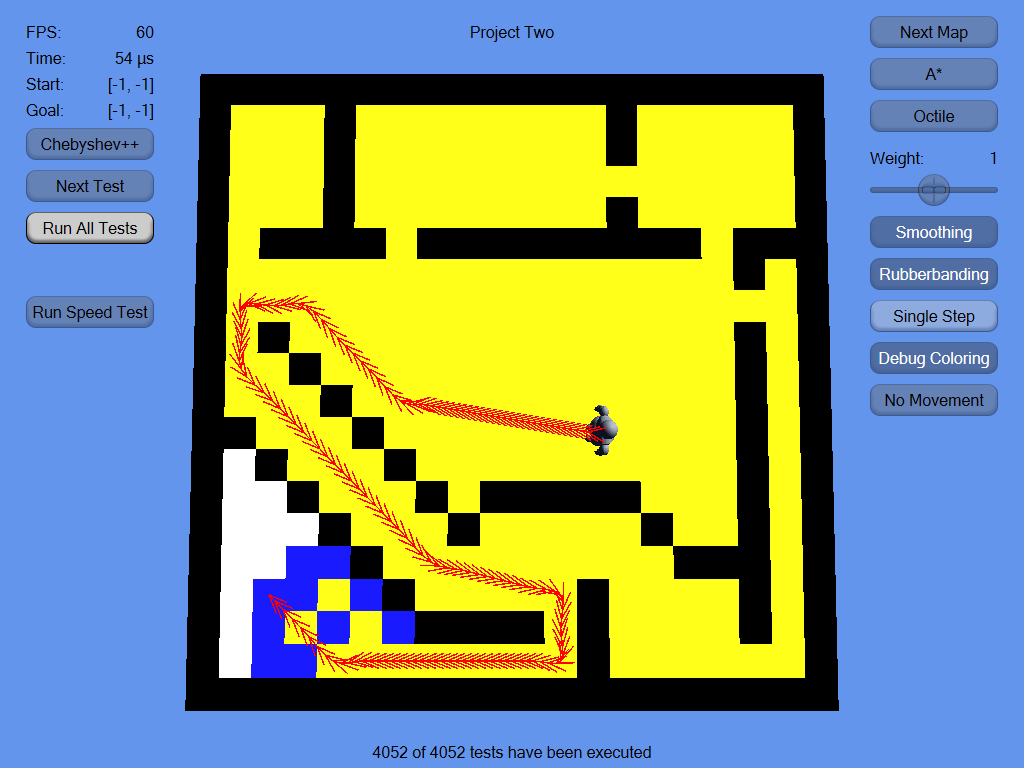 FPS: 60
Project Two
Time: 54 µs
Start: [-1, -1]
Goal: [-1, -1]
Chebyshev++
Next Test
Run All Tests
Run Speed Test
Next Map
A*
Octile
Weight: 1
Smoothing
Rubberbanding
Single Step
Debug Coloring
No Movement
4052 of 4052 tests have been executed